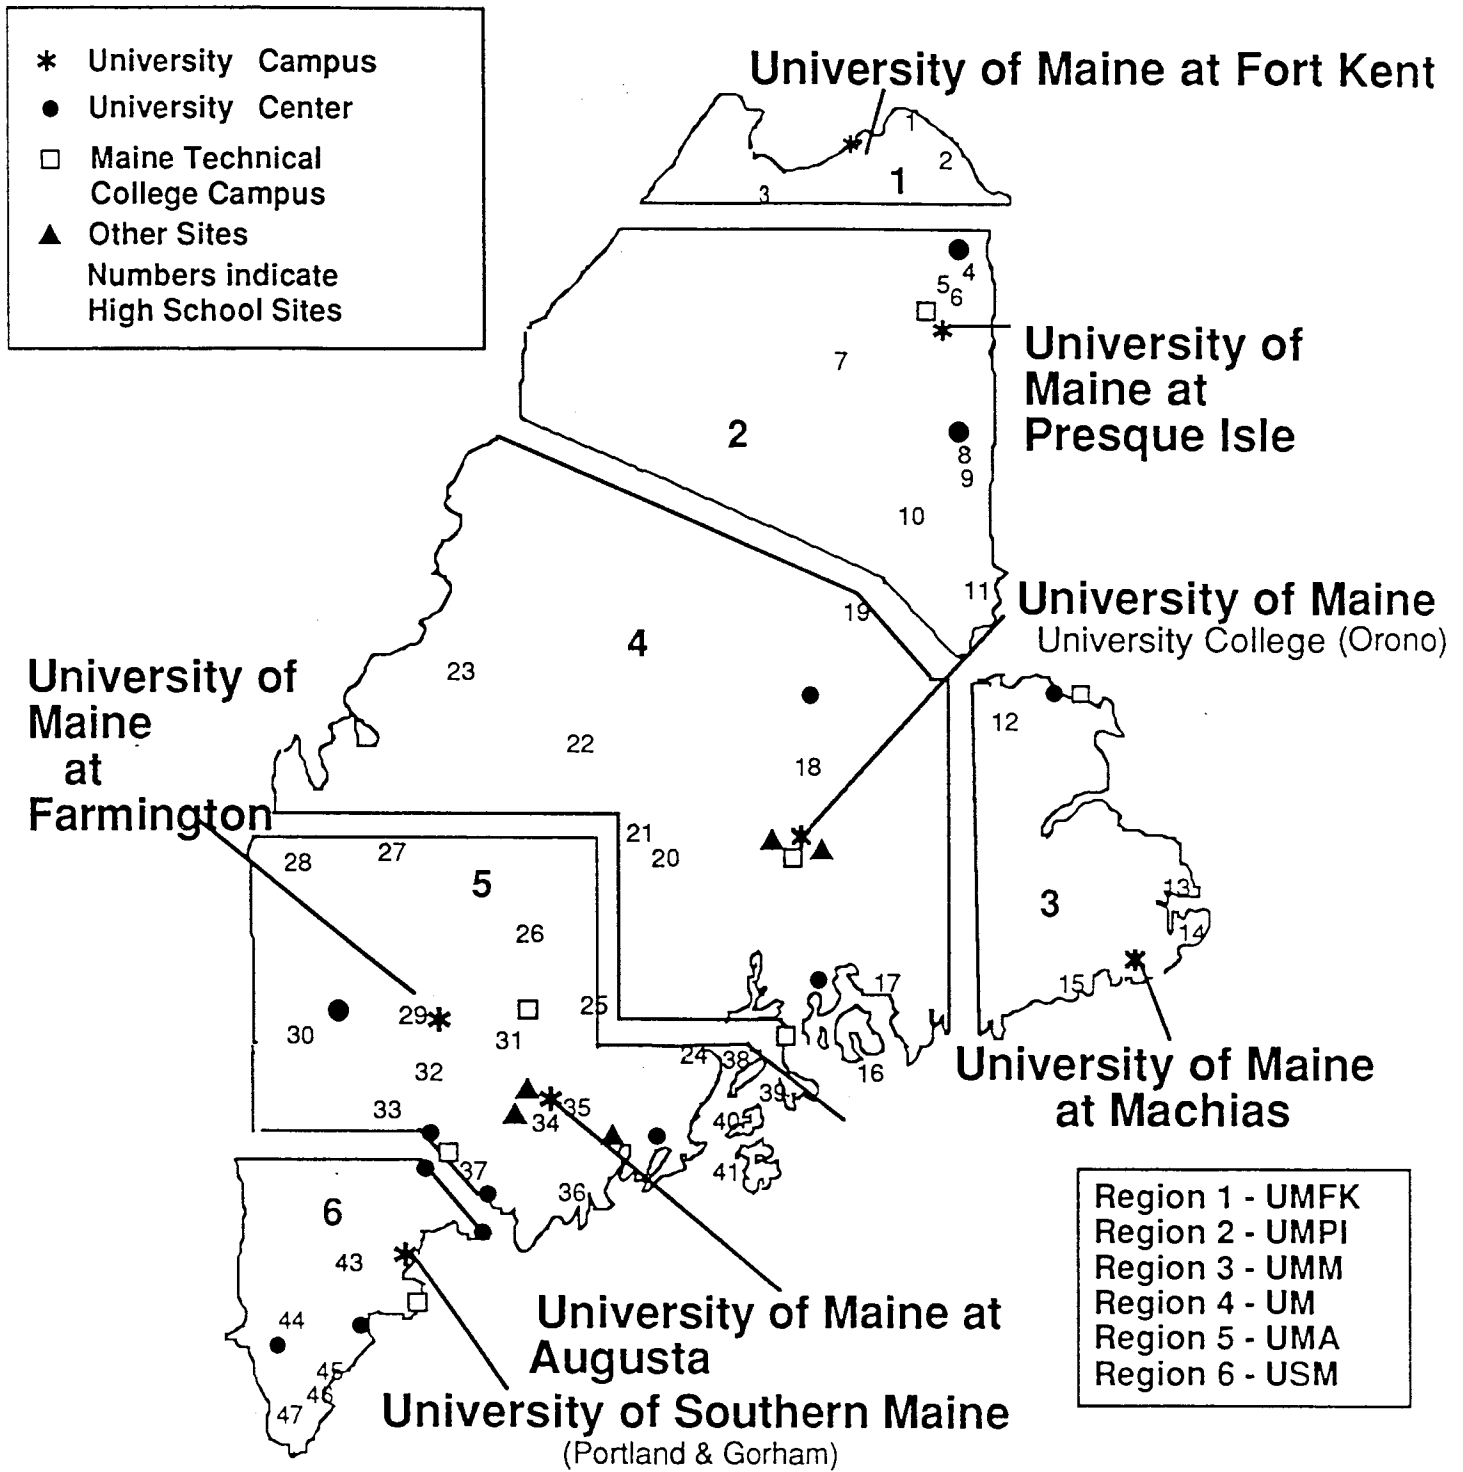 University Campus
University Center
Maine Technical
College Campus
Other Sites
Numbers indicate
High School Sites
University of Maine at Fort Kent
1
2
1
3
4
5
6
University of
Maine at
Presque Isle
7
2
8
9
10
11
University of Maine
University College (Orono)
19
4
23
22
18
21
20
12
3
13
14
15
University of Maine
at Machias
University of
Maine
at
Farmington
28
27
5
26
25
17
16
29
30
31
32
33
24
38
39
40
41
35
34
37
36
6
43
44
45
46
47
University of Maine at
Augusta
University of Southern Maine
(Portland & Gorham)
Region 1 - UMFK
Region 2 - UMPI
Region 3 - UMM
Region 4 - UM
Region 5 - UMA
Region 6 - USM